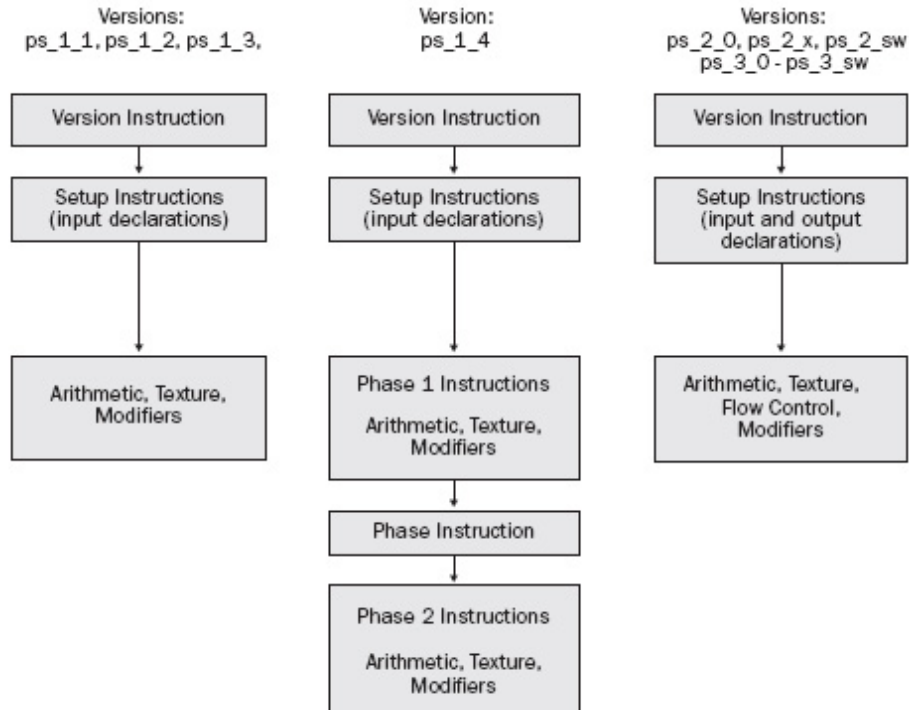 Versions:
ps_1_1, ps_1_2, ps_1_3,
Version Instruction
Setup Instructions
(input declarations)
Arithmetic, Texture,
Modifiers
Version:
ps_1_4
Version Instruction
Setup Instructions
(input declarations)
Phase 1 Instructions
Arithmetic, Texture,
Modifiers
Phase Instruction
Phase 2 Instructions
Arithmetic, Texture,
Modifiers
Versions:
ps_2_0, ps_2_x, ps_2_sw
ps_3_0 - ps_3_sw
Version Instruction
Setup Instructions
(input and output
declarations)
Arithmetic, Texture,
Flow Control,
Modifiers